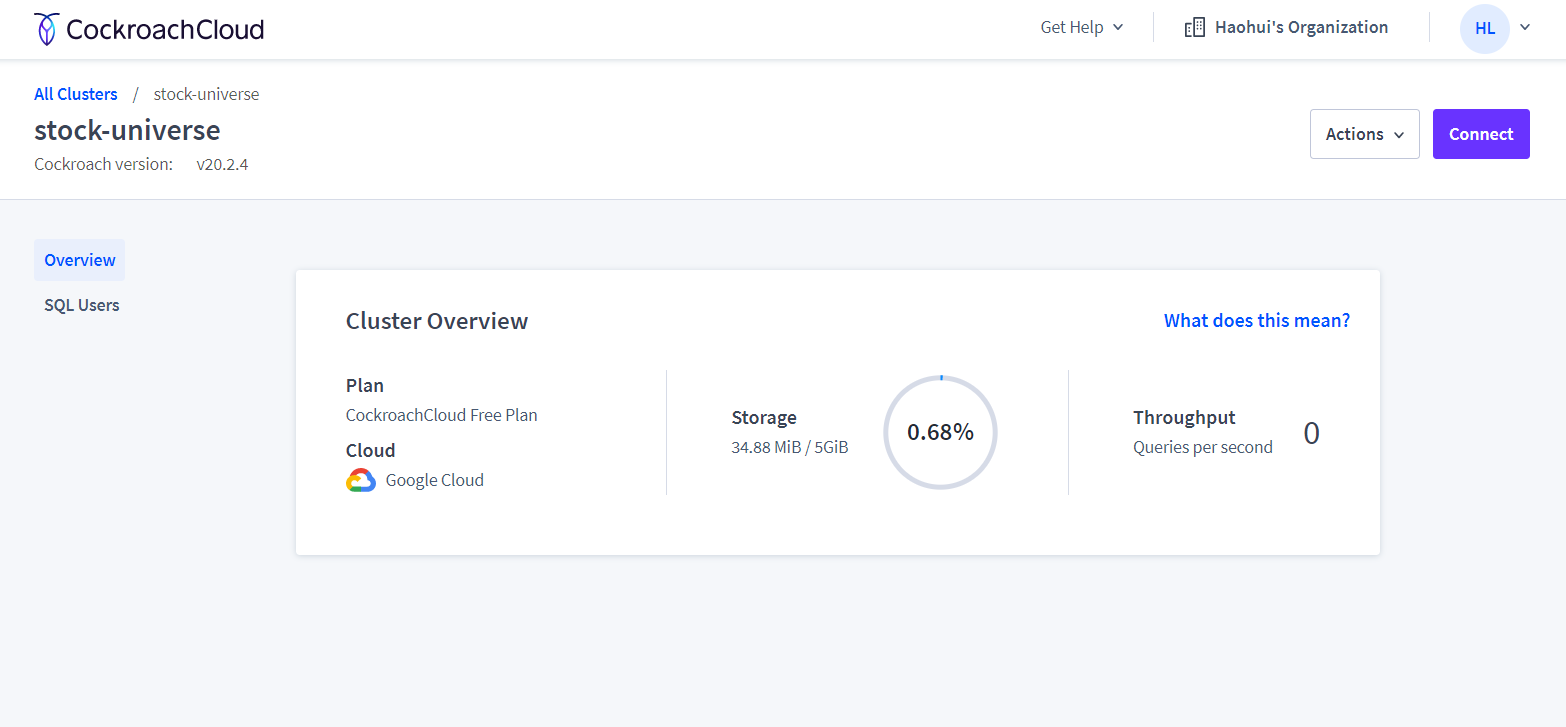 CockroachCloud
Get Help
Haohui's Organization
HL
All Clusters / stock-universe
stock-universe
Cockroach version: v20.2.4
Actions
Connect
Overview
SQL Users
Cluster Overview
What does this mean?
Plan
CockroachCloud Free Plan
Cloud
Google Cloud
Storage
34.88 MiB / 5GiB
0.68%
Throughput
Queries per second
0